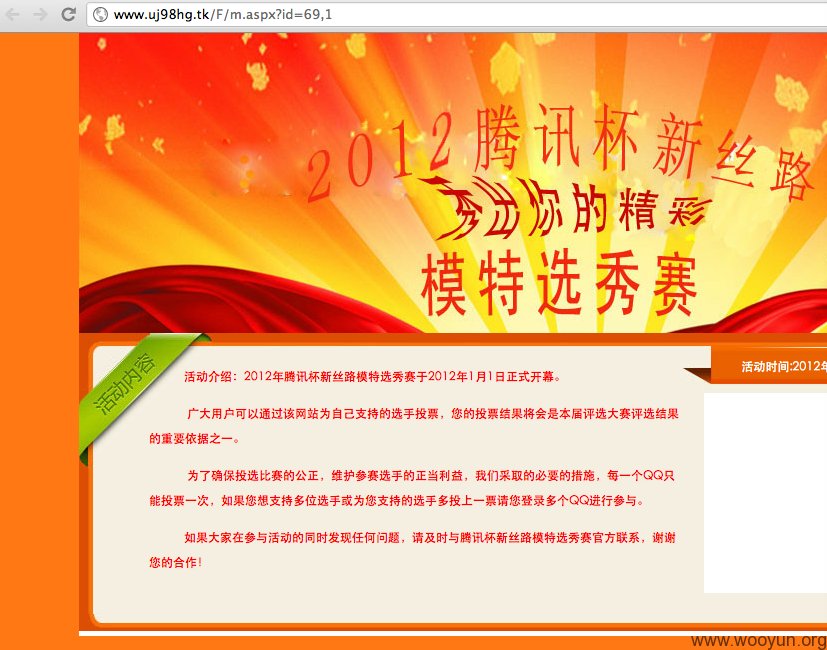 www.uj98hg.tk/F/m.aspx?id=69,1
2012腾讯杯新丝路
秀出你的精彩
模特选秀赛
活动内容
活动时间:2012年
活动介绍：2012年腾讯杯新丝路模特选秀赛于2012年1月1日正式开幕。
广大用户可以通过该网站为自己支持的选手投票，您的投票结果将会是本届评选大赛评选结果
的重要依据之一。
为了确保投选比赛的公正，维护参赛选手的正当利益，我们采取的必要的措施，每一个QQ只
能投票一次，如果您想支持多位选手或为您支持的选手多投上一票请您登录多个QQ进行参与。
如果大家在参与活动的同时发现任何问题，请及时与腾讯杯新丝路模特选秀赛官方联系，谢谢
您的合作！
www.wooyun.org